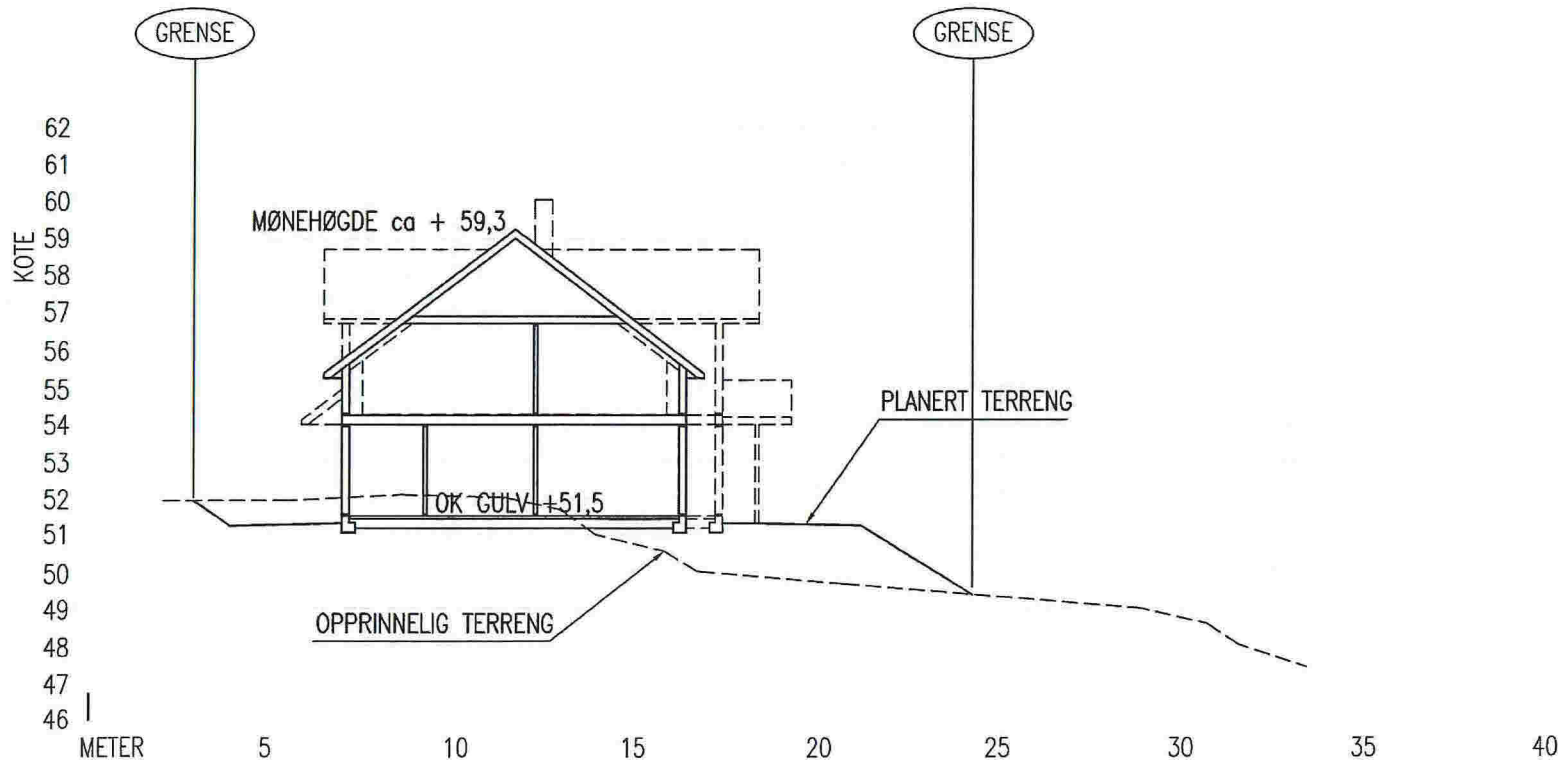 GRENSE
GRENSE
62
61
60
59
58
57
56
55
54
53
52
51
50
49
48
47
46
KOTE
MØNEHØGDE ca + 59,3
PLANERT TERRENG
OK GULV +51,5
OPPRINNELIG TERRENG
METER 5 10 15 20 25 30 35 40